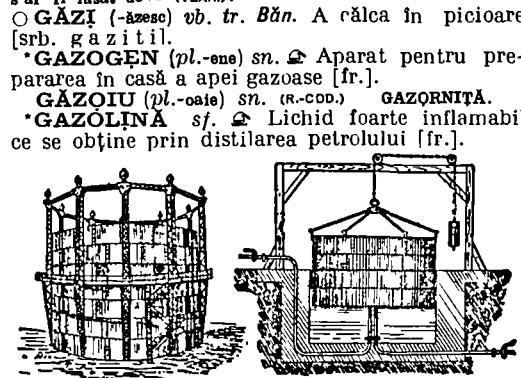 ○ GĂZI (-ăzesc) vb. tr. Băn. A călca în picioare
[srb. gaziti].
*GAZOGEN (pl.-ene) sn. Aparat pentru pre-
pararea în casă a apei gazoase [fr.].
GĂZOIU (pl.-oaie) sn. (R.-COD.) GAZORNIȚĂ.
*GAZOLINĂ sf. Lichid foarte inflamabil
ce se obține prin distilarea petrolului [fr.].